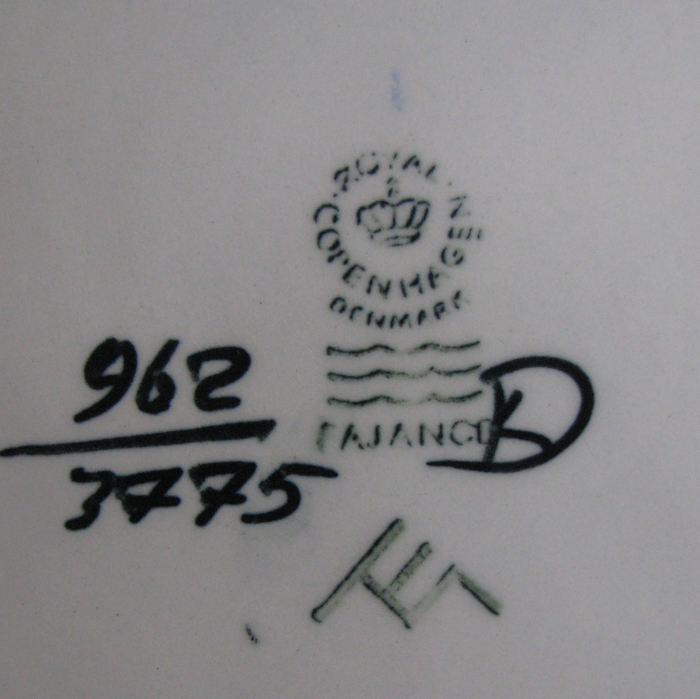 ROYAL
COPENHAGEN
DENMARK
FAJANCE
962
3775